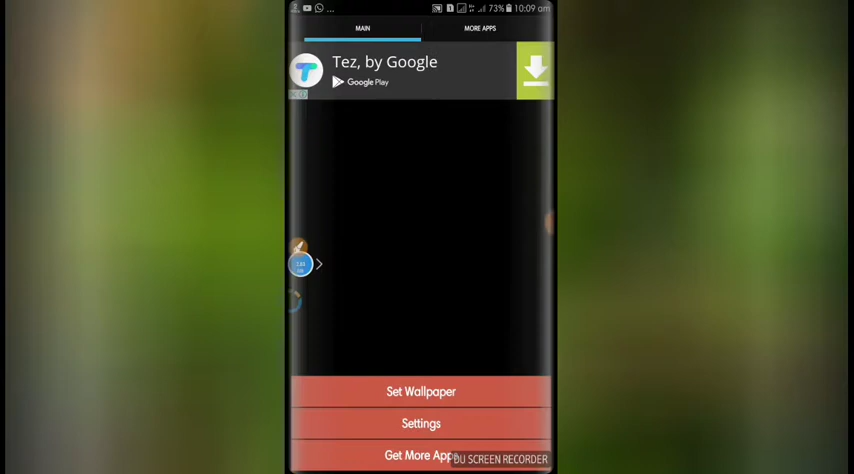 ... 73% 10:09 am
MAIN MORE APPS
Tez, by Google
Google Play
Set Wallpaper
Settings
Get More Apps
DU SCREEN RECORDER